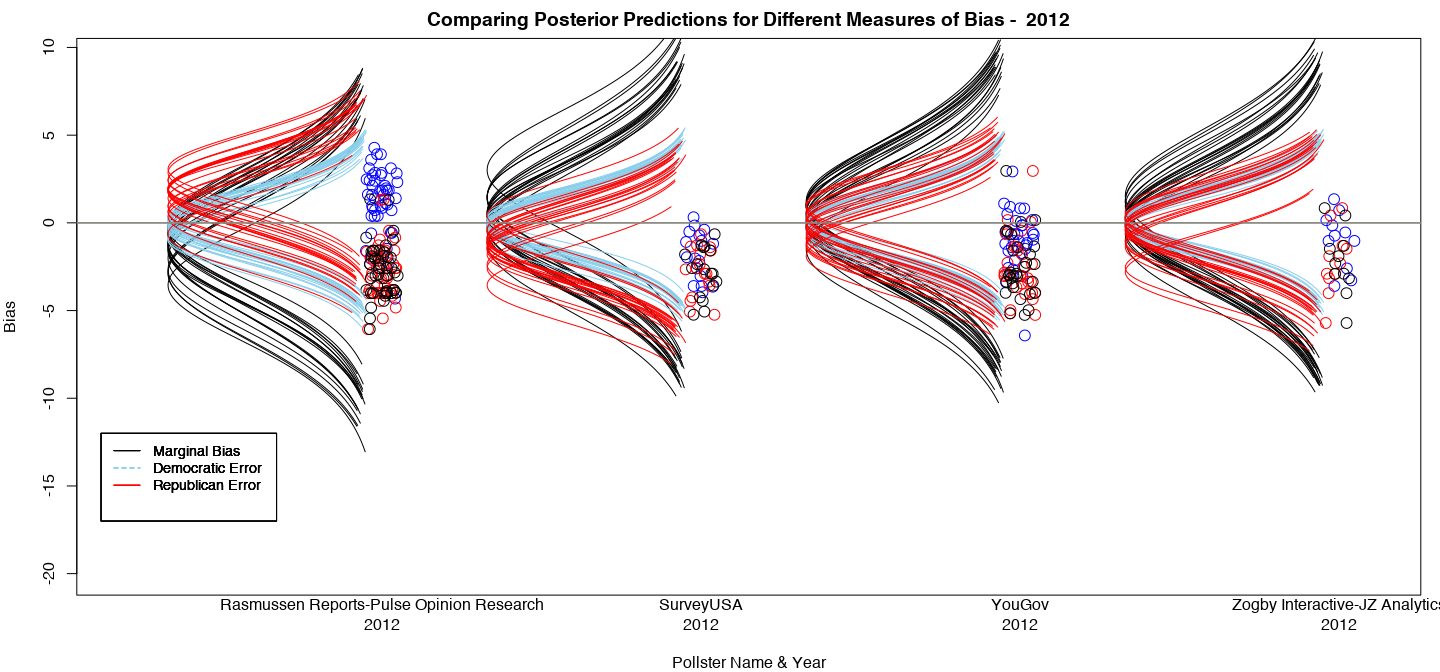 Comparing Posterior Predictions for Different Measures of Bias - 2012
10
5
0
-5
-10
-15
-20
Bias
Marginal Bias
Democratic Error
Republican Error
Rasmussen Reports-Pulse Opinion Research
2012
SurveyUSA
2012
YouGov
2012
Zogby Interactive-JZ Analytics
2012
Pollster Name & Year